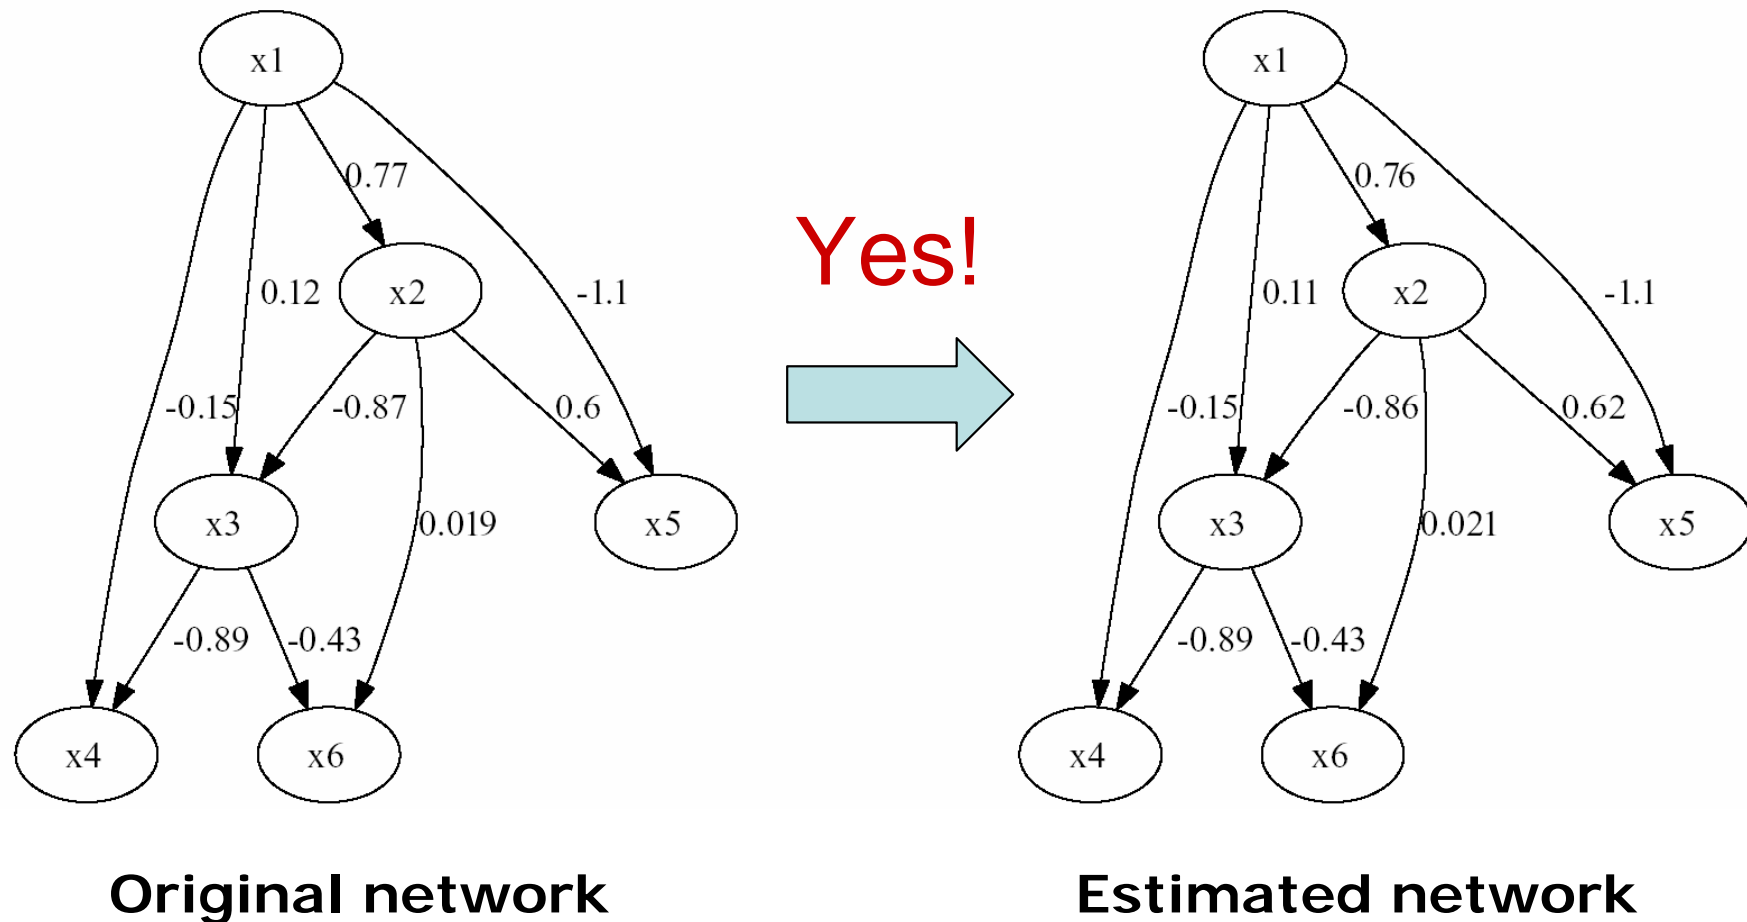 x1
0.77
0.12
x2
-1.1
-0.15
-0.87
0.6
x3
0.019
x5
-0.89
-0.43
x4
x6
Original network
Yes!
x1
0.76
0.11
x2
-1.1
-0.15
-0.86
0.62
x3
0.021
x5
-0.89
-0.43
x4
x6
Estimated network